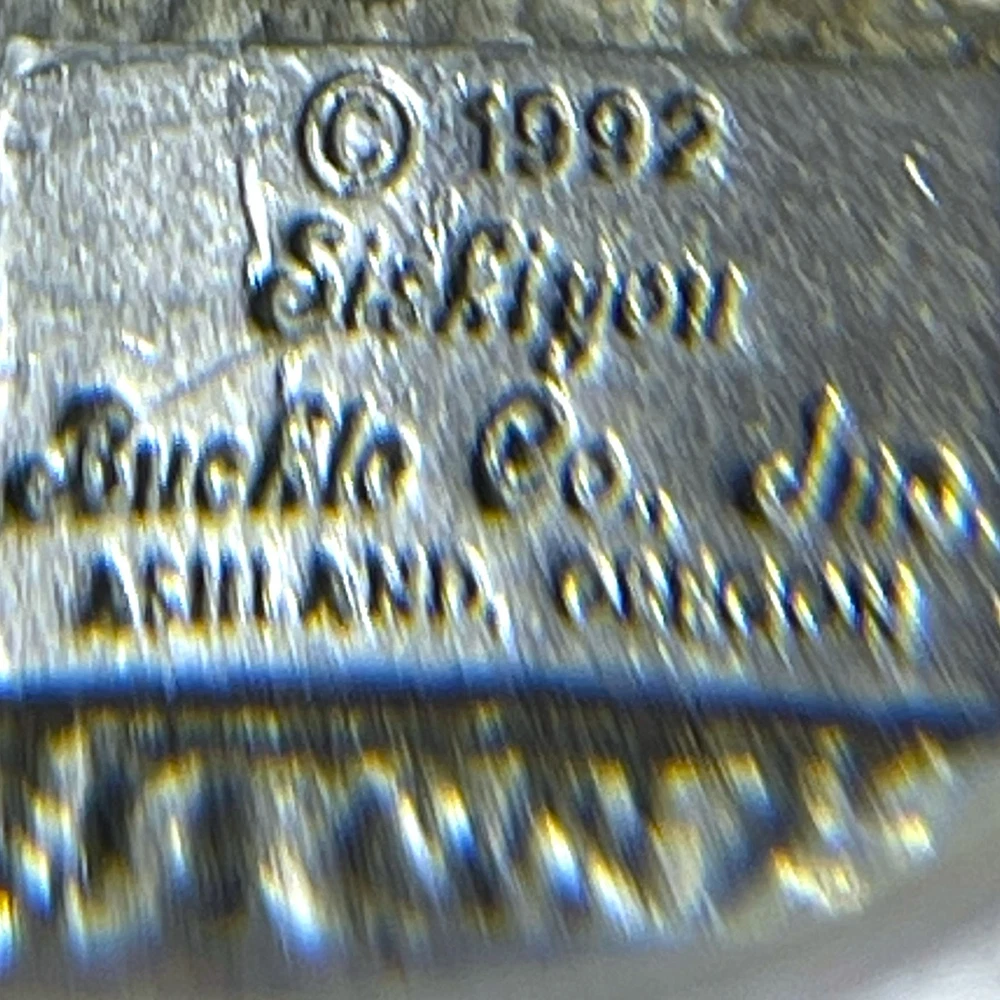 © 1992
Siskiyou
Buckle Co., Inc.
ASHLAND, OREGON